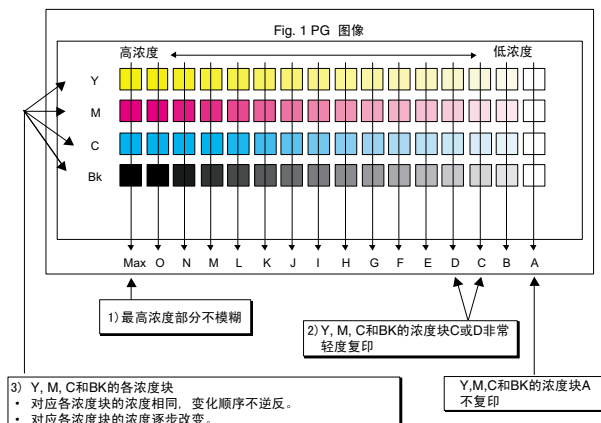 Fig. 1 PG 图像
高浓度
低浓度
Y
M
C
Bk
Max O N M L K J I H G F E D C B A
1) 最高浓度部分不模糊
2) Y, M, C和BK的浓度块C或D非常
轻度复印
Y,M,C和BK的浓度块A
不复印
3) Y, M, C和BK的各浓度块
• 对应各浓度块的浓度相同，变化顺序不逆反。
• 对应各浓度块的浓度逐步改变。